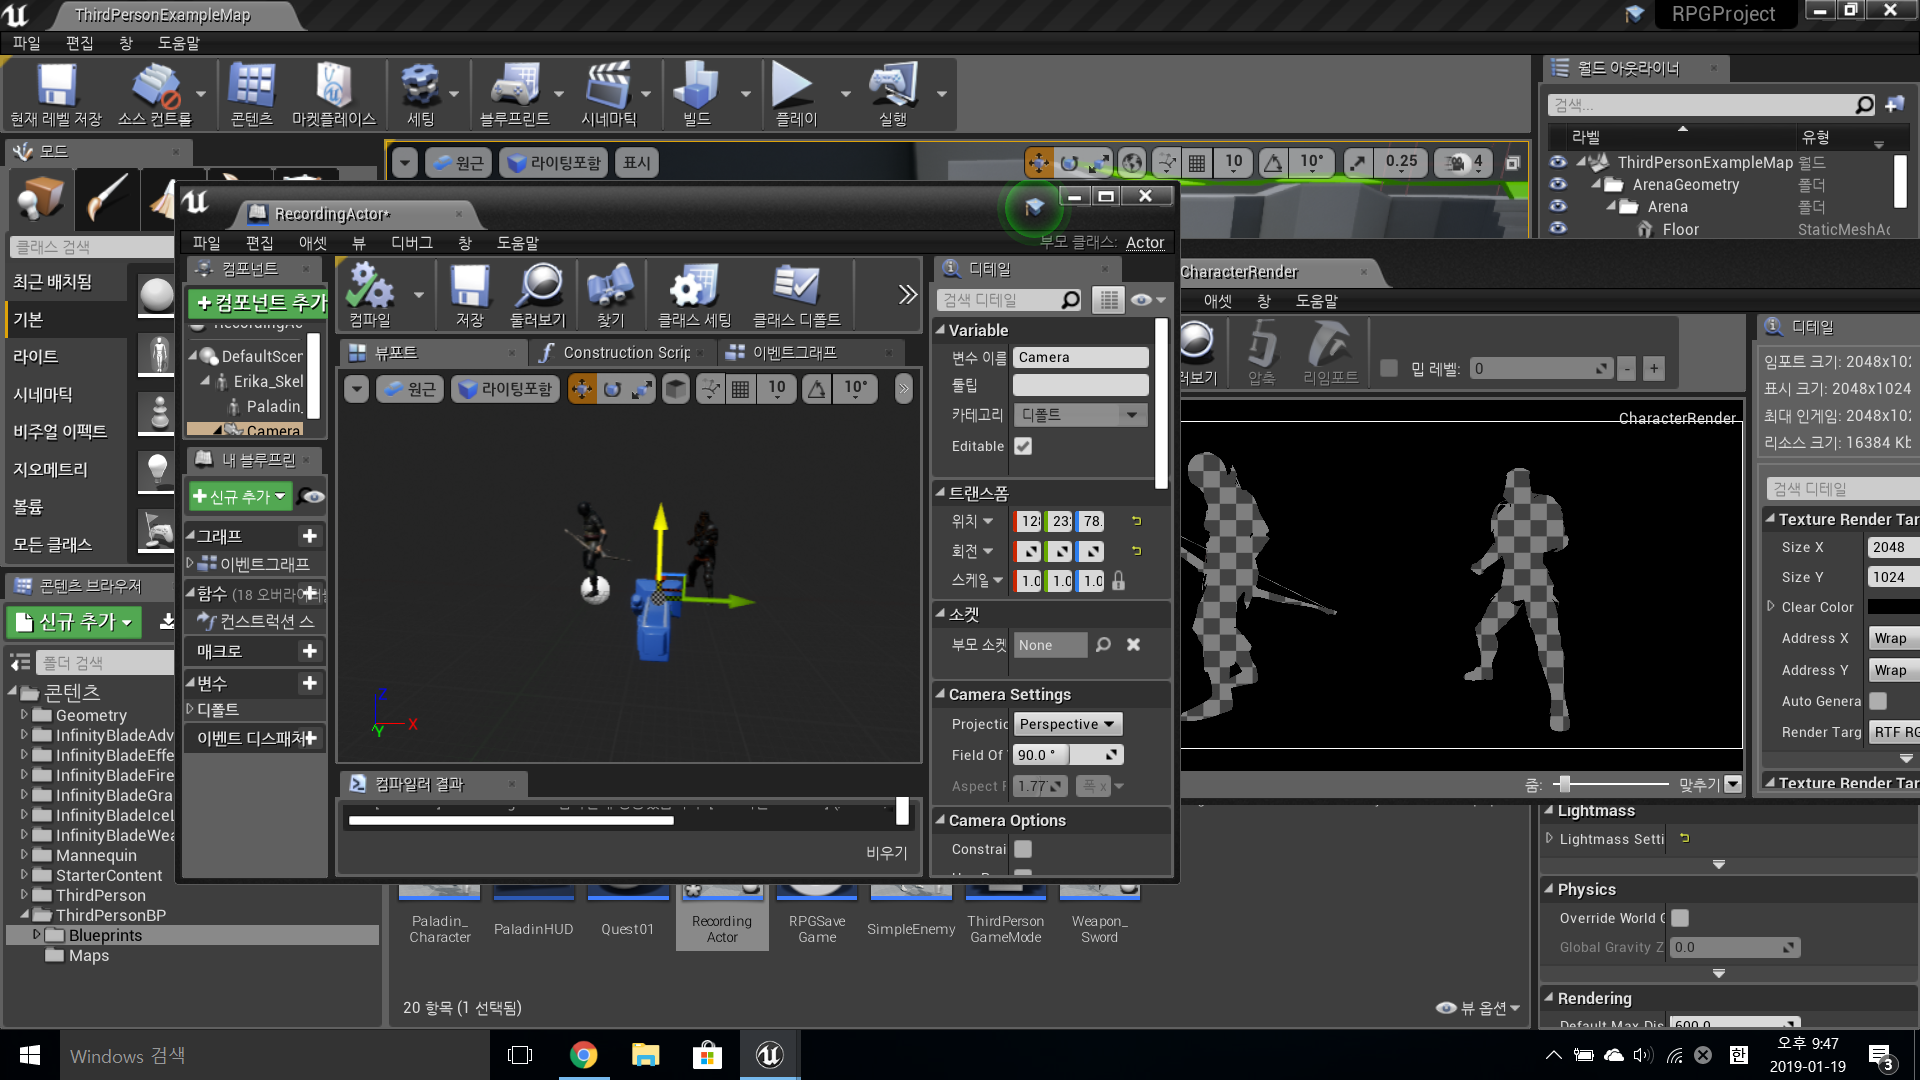 ThirdPersonExampleMap
RPGProject
파일 편집 창 도움말
현재 레벨 저장 소스 컨트롤 콘텐츠 마켓플레이스 세팅 블루프린트 시네마틱 빌드 플레이 실행
월드 아웃라이너
검색...
라벨 유형
ThirdPersonExampleMap 월드
ArenaGeometry 폴더
Arena 폴더
Floor StaticMeshAc
모드
원근 라이팅포함 표시 10 10° 0.25 4
클래스 검색
최근 배치됨
기본
라이트
시네마틱
비주얼 이펙트
지오메트리
볼륨
모든 클래스
RecordingActor*
파일 편집 애셋 뷰 디버그 창 도움말
부모 클래스: Actor
컴포넌트
+컴포넌트 추가
DefaultScen
Erika_Skel
Paladin_
Camera
컴파일 저장 둘러보기 찾기 클래스 세팅 클래스 디폴트
뷰포트 Construction Scrip 이벤트그래프
원근 라이팅포함 10 10°
Z
X
Y
내 블루프린
신규 추가
그래프
이벤트그래프
함수 (18 오버라이
컨스트럭션 스
매크로
변수
디폴트
이벤트 디스패처
컴파일러 결과
비우기
디테일
검색 디테일
Variable
변수 이름 Camera
툴팁
카테고리 디폴트
Editable
트랜스폼
위치 12 23 78.
회전
스케일 1.0 1.0 1.0
소켓
부모 소켓 None
Camera Settings
Projectic Perspective
Field Of 90.0 °
Aspect 1.77 폭 x
Camera Options
Constrai
CharacterRender
애셋 창 도움말
러보기 압축 리임포트 밉 레벨: 0 - +
CharacterRender
줌: 맞추기
디테일
임포트 크기: 2048x102
표시 크기: 2048x1024
최대 인게임: 2048x102
리소스 크기: 16384 Kb
검색 디테일
Texture Render Tar
Size X 2048
Size Y 1024
Clear Color
Address X Wrap
Address Y Wrap
Auto Genera
Render Targ RTF RG
Texture Render Tar
Lightmass
Lightmass Setti
Physics
Override World G
Global Gravity Z 0.0
Rendering
Default Max Dis 600.0
콘텐츠 브라우저
신규 추가
폴더 검색
콘텐츠
Geometry
InfinityBladeAdv
InfinityBladeEffe
InfinityBladeFire
InfinityBladeGra
InfinityBladeIceL
InfinityBladeWea
Mannequin
StarterContent
ThirdPerson
ThirdPersonBP
Blueprints
Maps
Paladin_
Character
PaladinHUD
Quest01
Recording
Actor
RPGSave
Game
SimpleEnemy
ThirdPerson
GameMode
Weapon_
Sword
20 항목 (1 선택됨)
뷰 옵션
Windows 검색
한
오후 9:47
2019-01-19
3